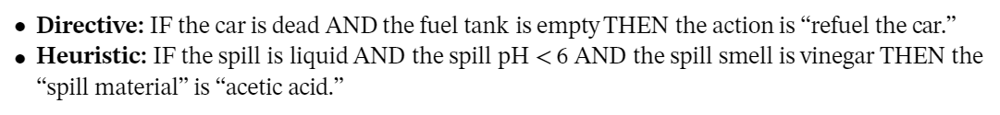 • Directive: IF the car is dead AND the fuel tank is empty THEN the action is “refuel the car.”
• Heuristic: IF the spill is liquid AND the spill pH < 6 AND the spill smell is vinegar THEN the
“spill material” is “acetic acid.”